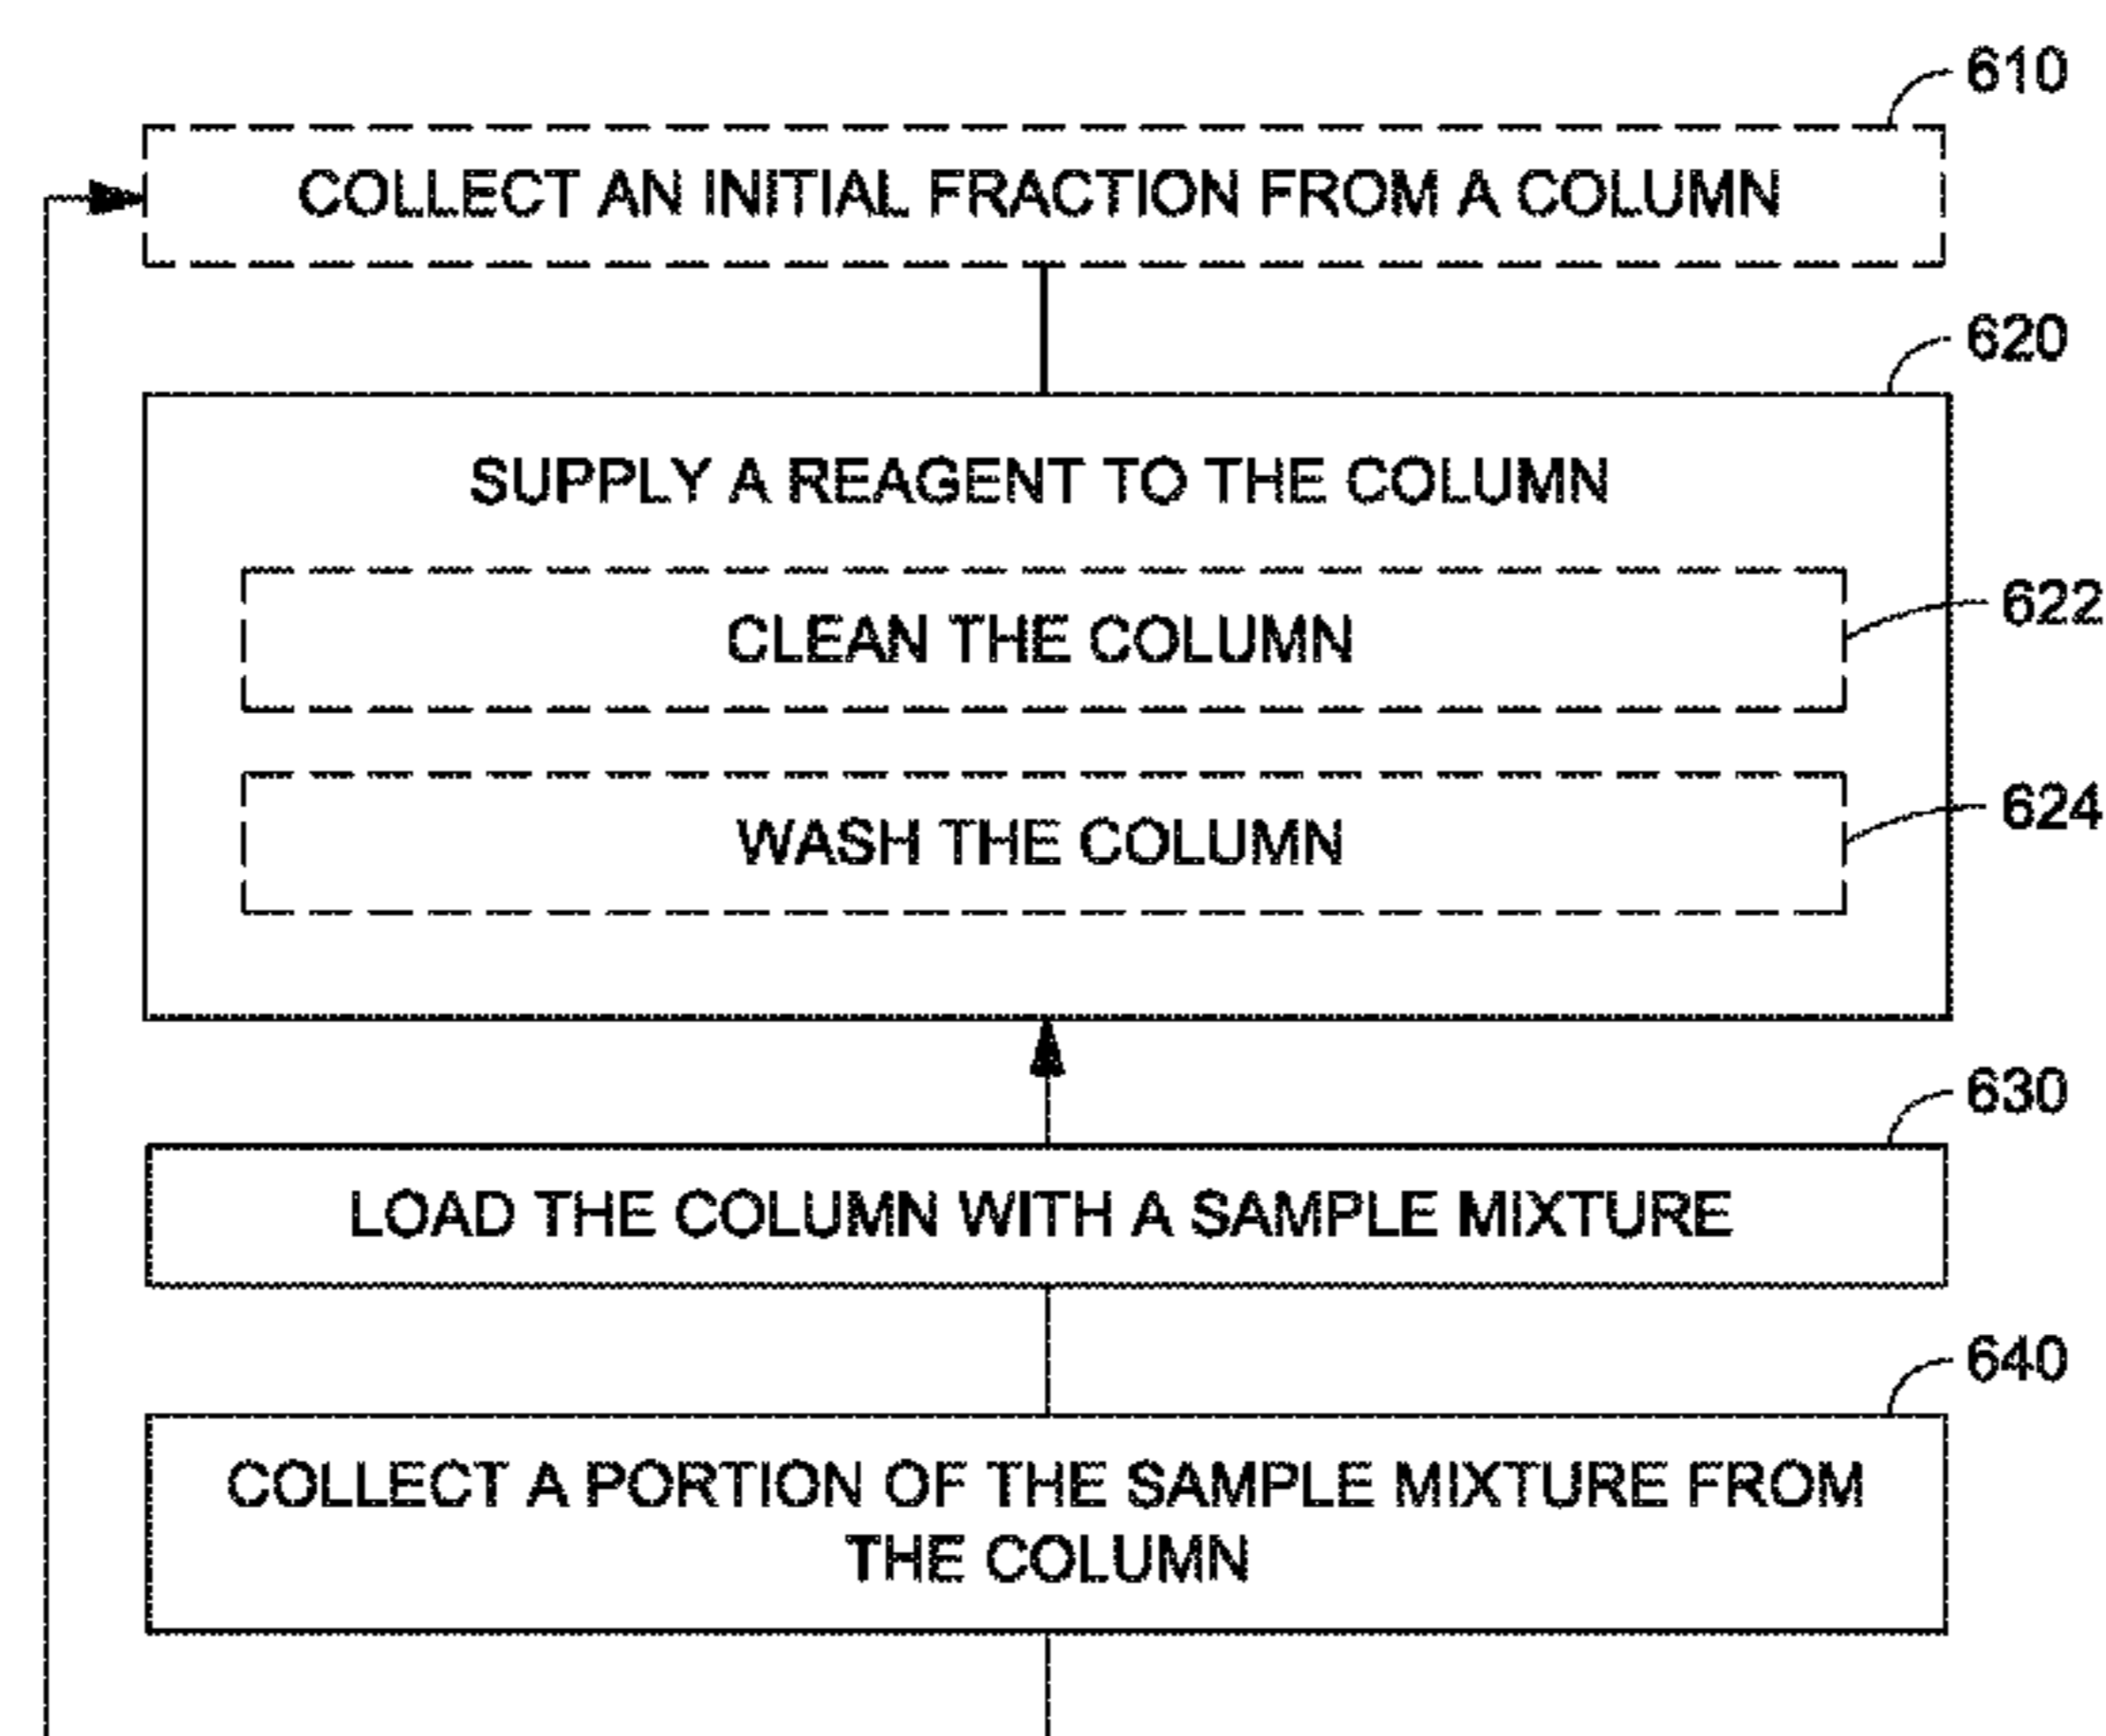 610
COLLECT AN INITIAL FRACTION FROM A COLUMN
620
SUPPLY A REAGENT TO THE COLUMN
CLEAN THE COLUMN
622
WASH THE COLUMN
624
630
LOAD THE COLUMN WITH A SAMPLE MIXTURE
640
COLLECT A PORTION OF THE SAMPLE MIXTURE FROM
THE COLUMN